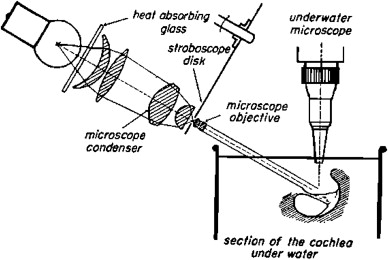 heat absorbing
glass
stroboscope
disk
underwater
microscope
microscope
objective
microscope
condenser
section of the cochlea
under water